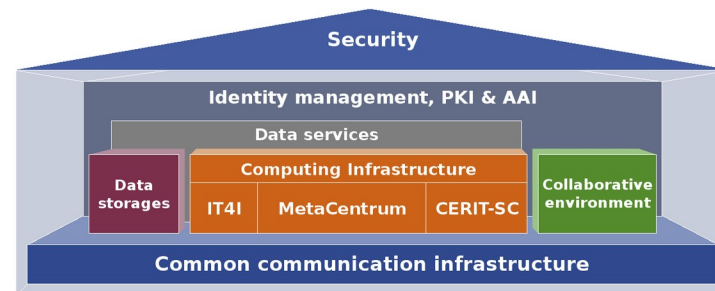 Security
Identity management, PKI & AAI
Data services
Data
storages
Computing Infrastructure
IT4I
MetaCentrum
CERIT-SC
Collaborative
environment
Common communication infrastructure